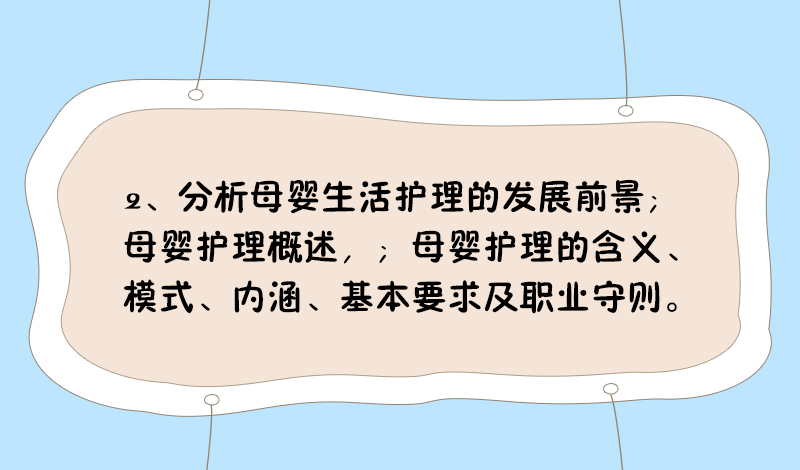 2、分析母婴生活护理的发展前景；
母婴护理概述，；母婴护理的含义、
模式、内涵、基本要求及职业守则。